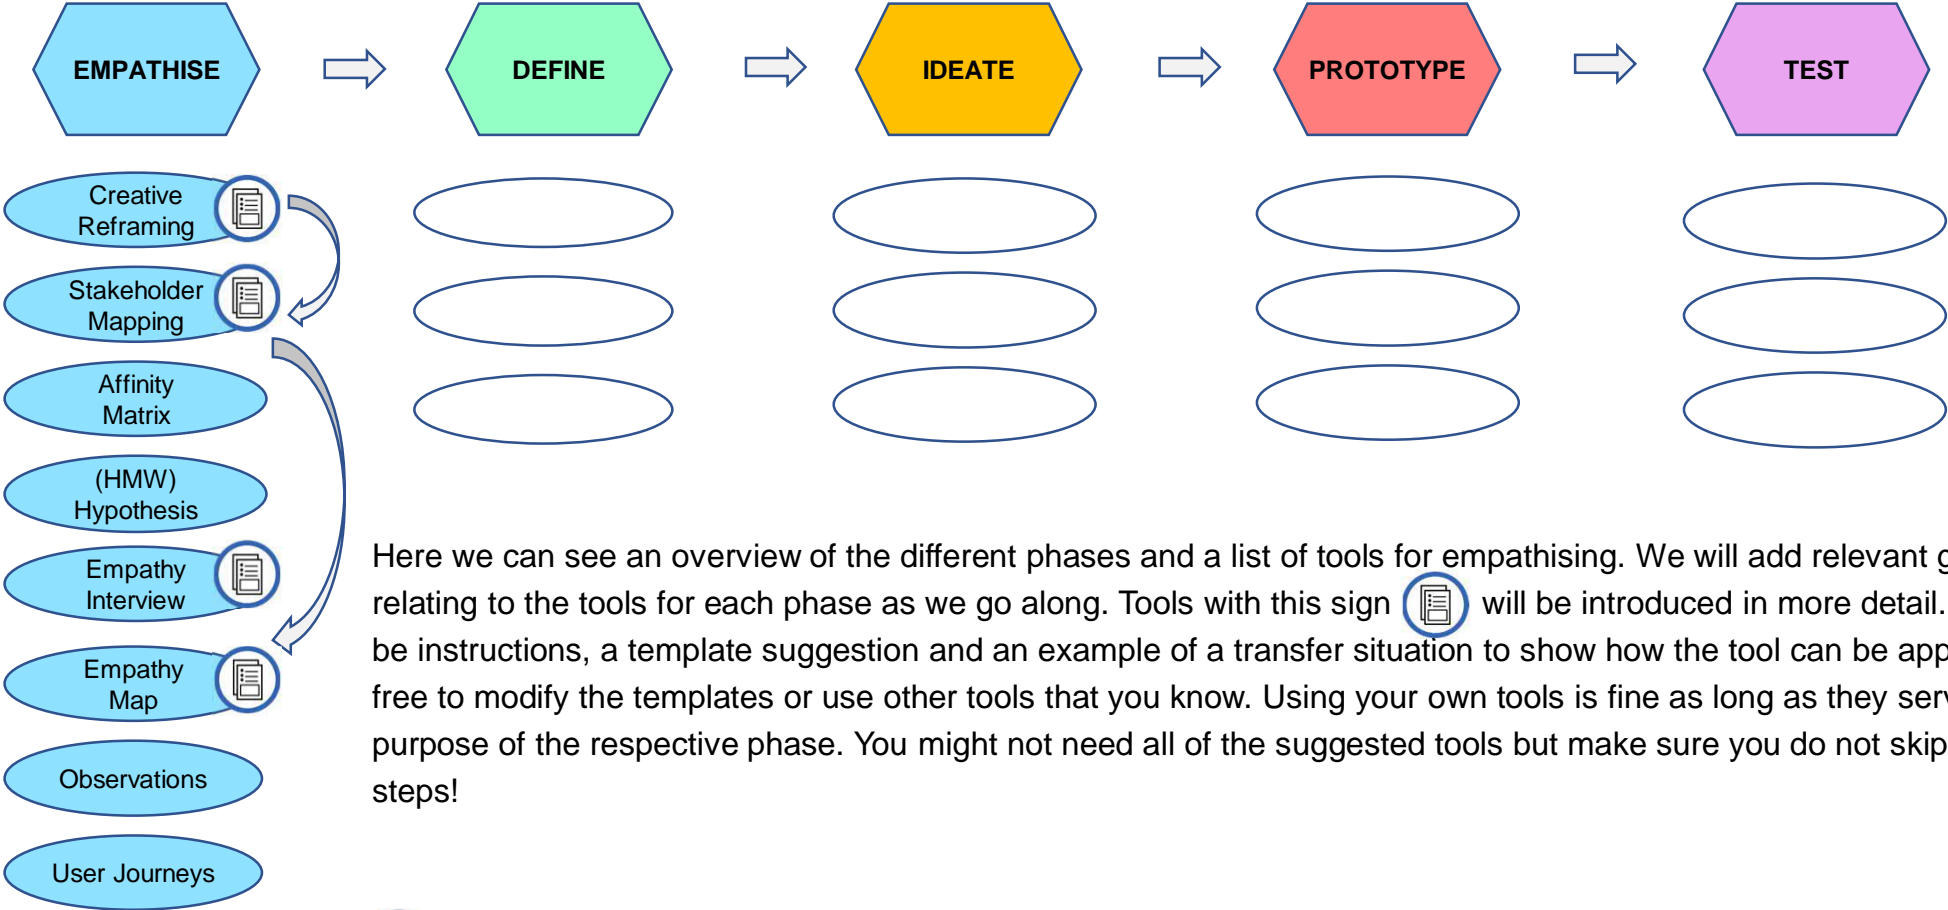 EMPATHISE
DEFINE
IDEATE
PROTOTYPE
TEST
Creative
Reframing
Stakeholder
Mapping
Affinity
Matrix
(HMW)
Hypothesis
Empathy
Interview
Empathy
Map
Observations
User Journeys
Here we can see an overview of the different phases and a list of tools for empathising. We will add relevant
relating to the tools for each phase as we go along. Tools with this sign will be introduced in more detail.
be instructions, a template suggestion and an example of a transfer situation to show how the tool can be
free to modify the templates or use other tools that you know. Using your own tools is fine as long as they
purpose of the respective phase. You might not need all of the suggested tools but make sure you do not skip
steps!